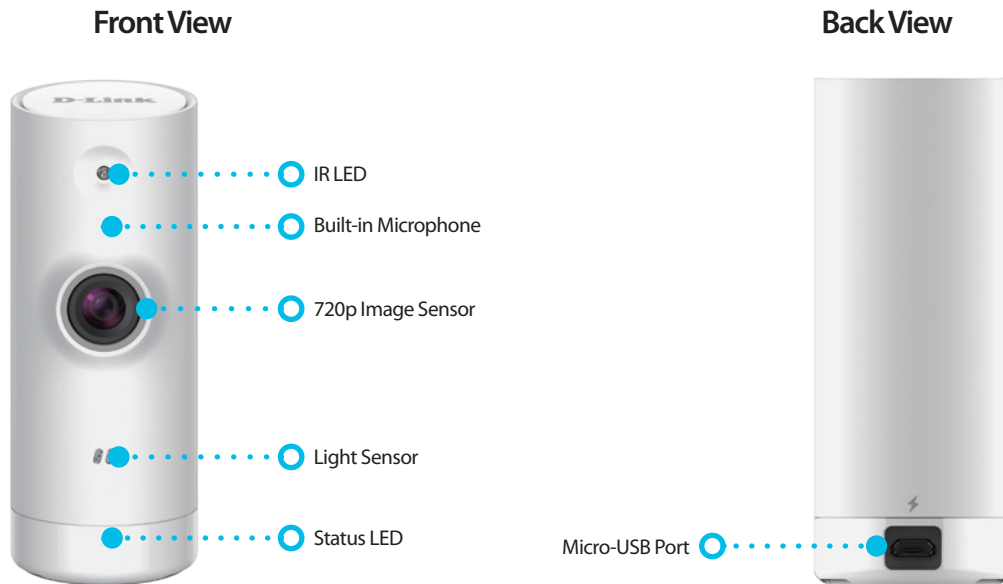 Front View
Back View
D-Link
IR LED
Built-in Microphone
720p Image Sensor
Light Sensor
Status LED
Micro-USB Port